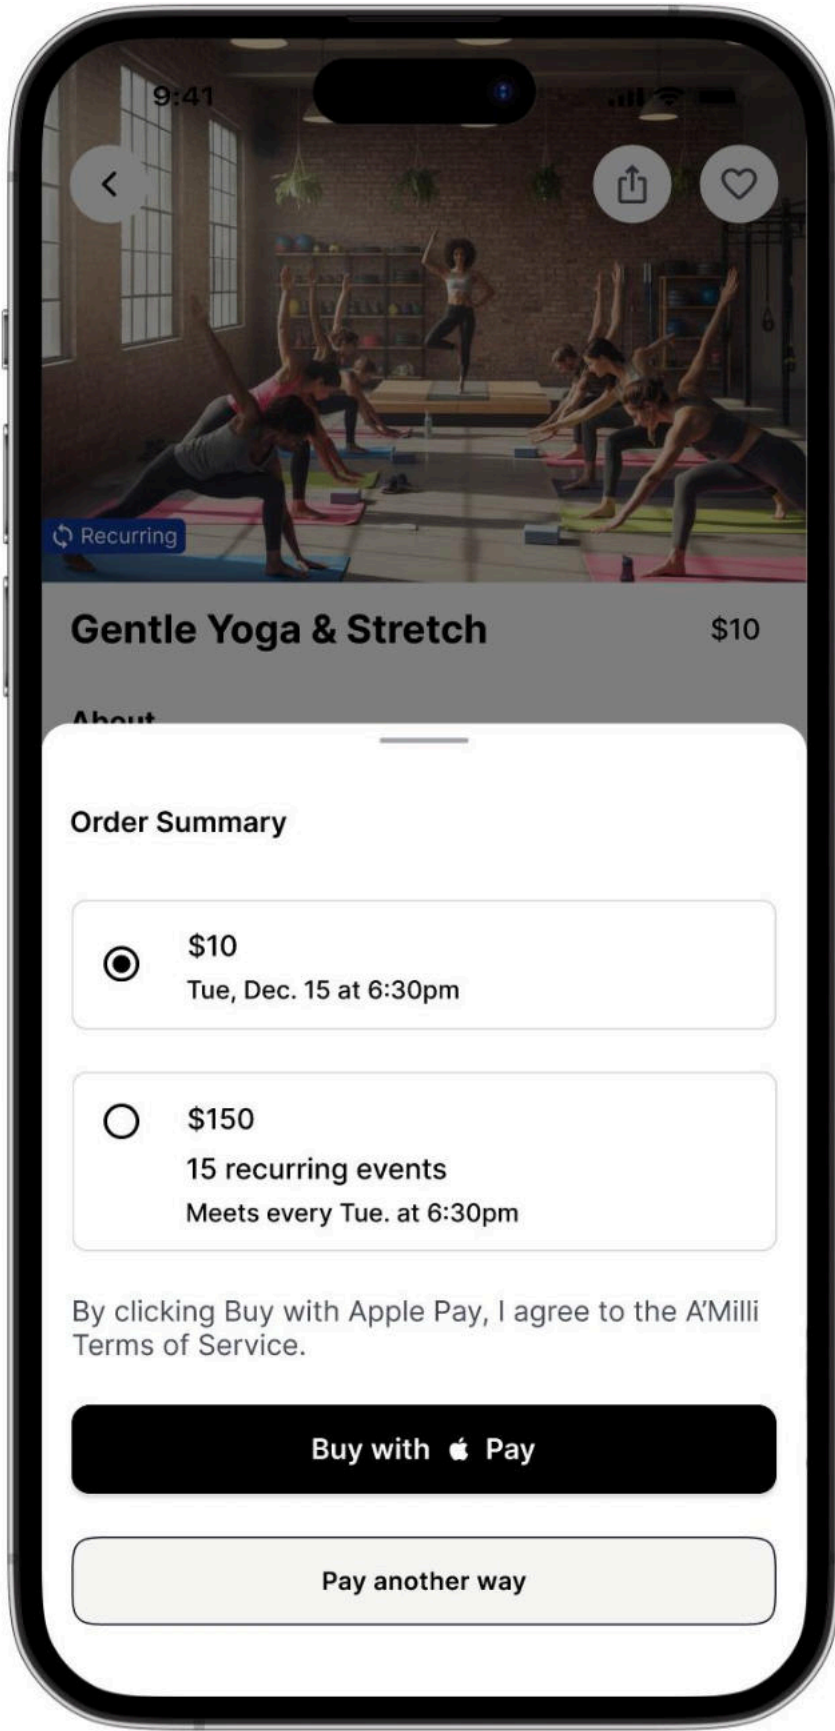 9:41
Recurring
Gentle Yoga & Stretch
$10
About
Order Summary
$10
Tue, Dec. 15 at 6:30pm
$150
15 recurring events
Meets every Tue. at 6:30pm
By clicking Buy with Apple Pay, I agree to the A’Milli
Terms of Service.
Buy with Pay
Pay another way